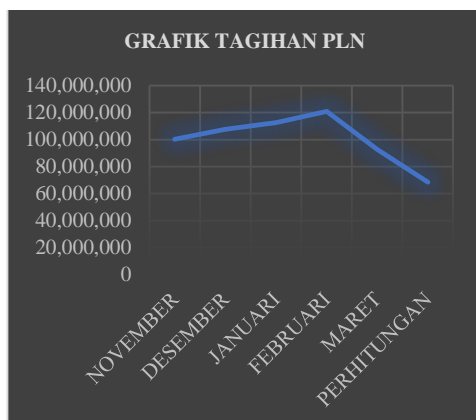 GRAFIK TAGIHAN PLN
140,000,000
120,000,000
100,000,000
80,000,000
60,000,000
40,000,000
20,000,000
0
NOVEMBER
DESEMBER
JANUARI
FEBRUARI
MARET
PERHITUNGAN